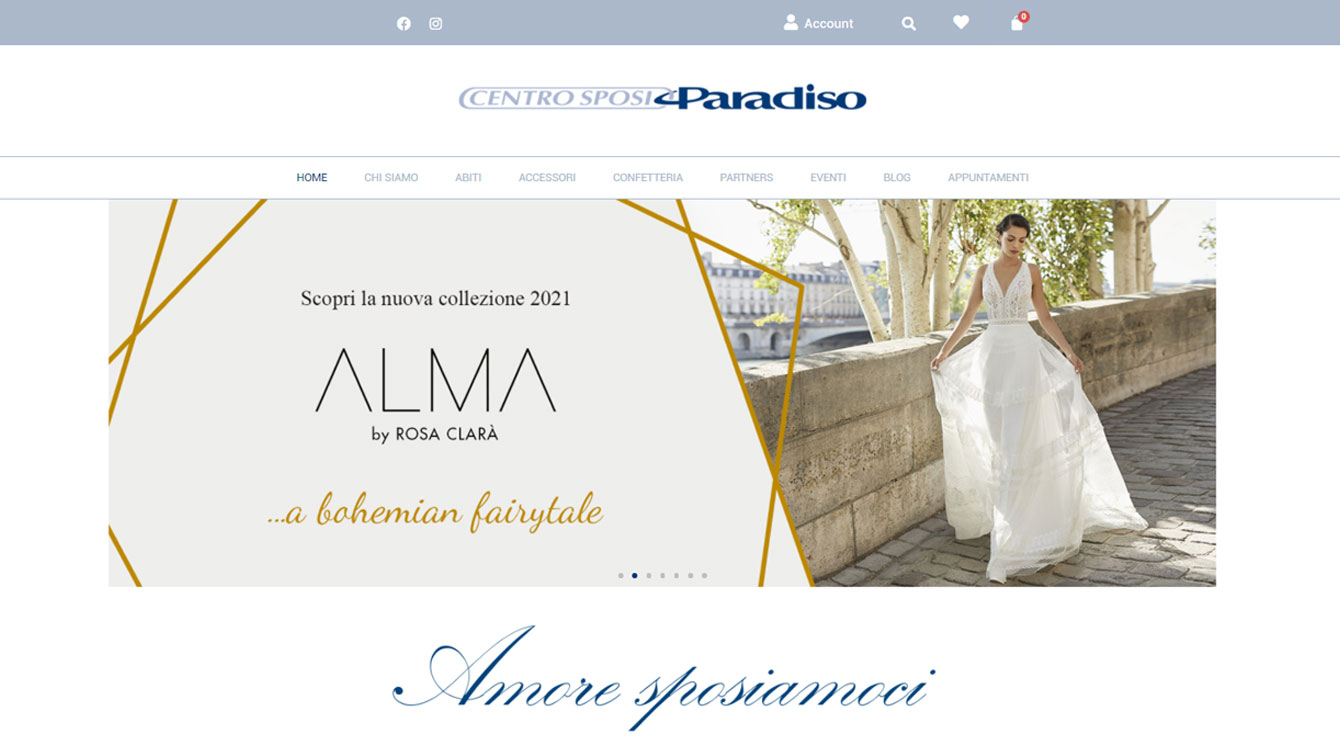 Account
0
CENTRO SPOSI Paradiso
HOME CHI SIAMO ABITI ACCESSORI CONFETTERIA PARTNERS EVENTI BLOG APPUNTAMENTI
Scopri la nuova collezione 2021
ALMA
by ROSA CLARÀ
...a bohemian fairytale
Amore sposiamoci